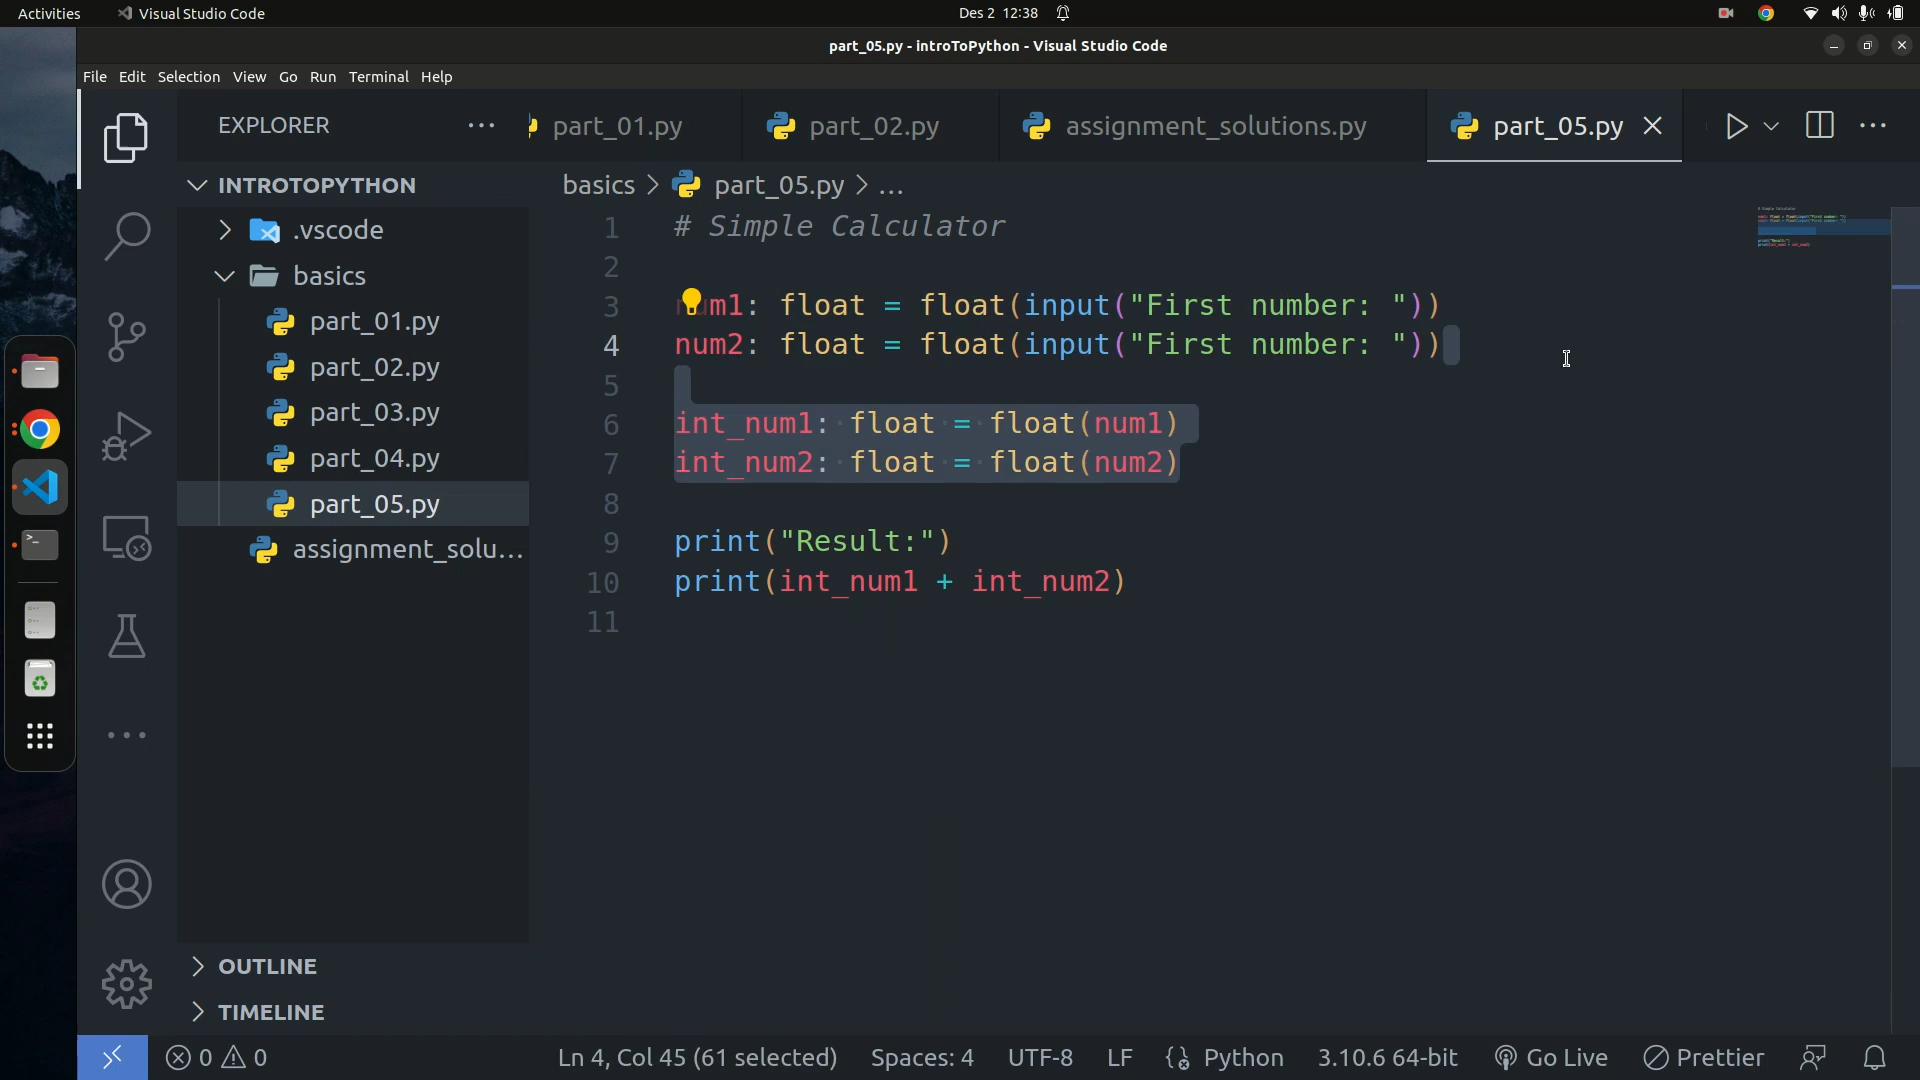 Activities
Visual Studio Code
Des 2 12:38
part_05.py - introToPython - Visual Studio Code
File Edit Selection View Go Run Terminal Help
EXPLORER
part_01.py
part_02.py
assignment_solutions.py
part_05.py
INTROTOPYTHON
.vscode
basics
part_01.py
part_02.py
part_03.py
part_04.py
part_05.py
assignment_solu...
OUTLINE
TIMELINE
basics > part_05.py > ...
1 # Simple Calculator
2
3 num1: float = float(input("First number: "))
4 num2: float = float(input("First number: "))
5
6 int_num1: float = float(num1)
7 int_num2: float = float(num2)
8
9 print("Result:")
10 print(int_num1 + int_num2)
11
0 0 Ln 4, Col 45 (61 selected) Spaces: 4 UTF-8 LF Python 3.10.6 64-bit Go Live Prettier